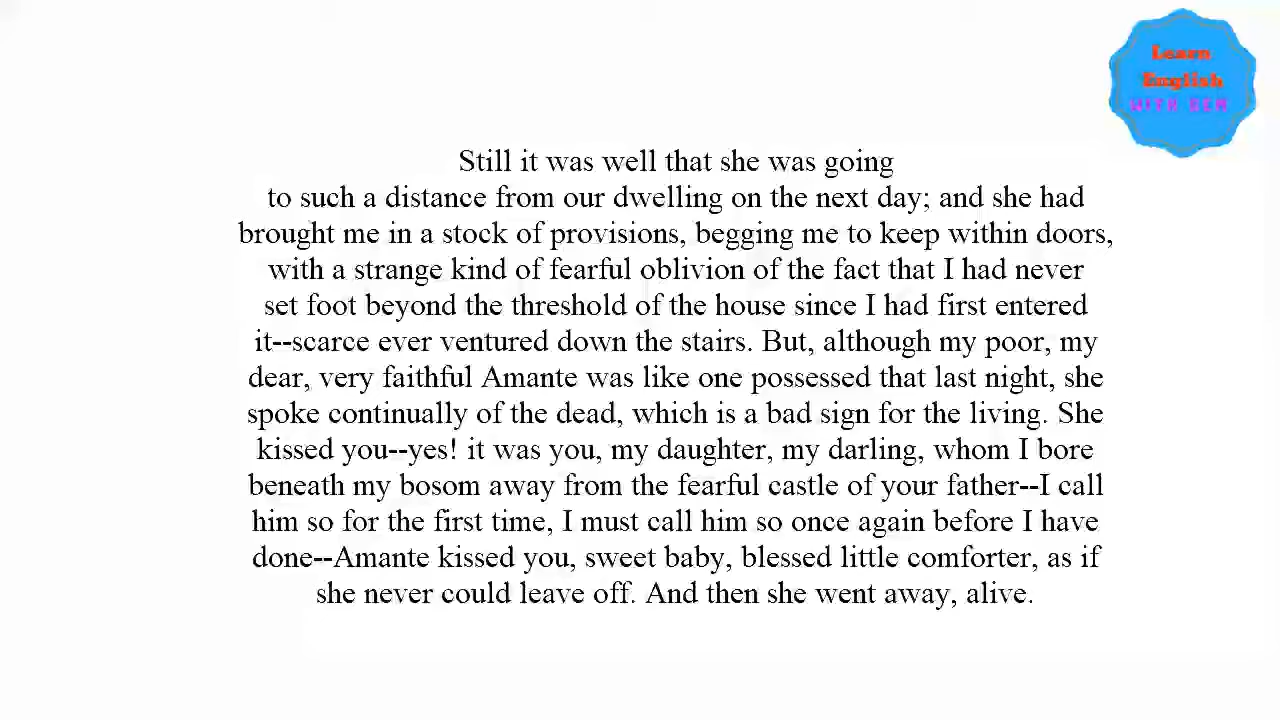 Learn
English
WITH GEM
Still it was well that she was going
to such a distance from our dwelling on the next day; and she had
brought me in a stock of provisions, begging me to keep within doors,
with a strange kind of fearful oblivion of the fact that I had never
set foot beyond the threshold of the house since I had first entered
it--scarce ever ventured down the stairs. But, although my poor, my
dear, very faithful Amante was like one possessed that last night, she
spoke continually of the dead, which is a bad sign for the living. She
kissed you--yes! it was you, my daughter, my darling, whom I bore
beneath my bosom away from the fearful castle of your father--I call
him so for the first time, I must call him so once again before I have
done--Amante kissed you, sweet baby, blessed little comforter, as if
she never could leave off. And then she went away, alive.